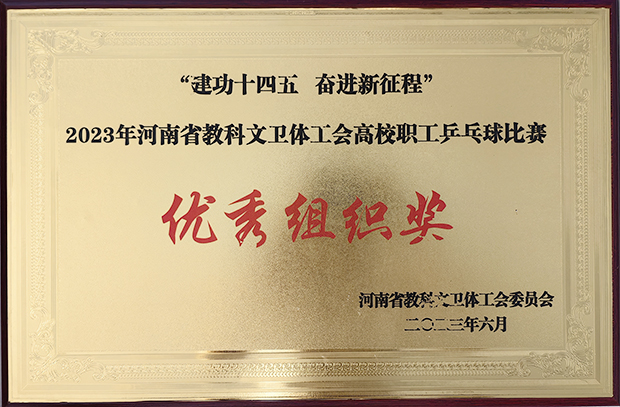 “建功十四五 奋进新征程”
2023年河南省教科文卫体工会高校职工乒乓球比赛
优秀组织奖
河南省教科文卫体工会委员会
二〇二三年六月